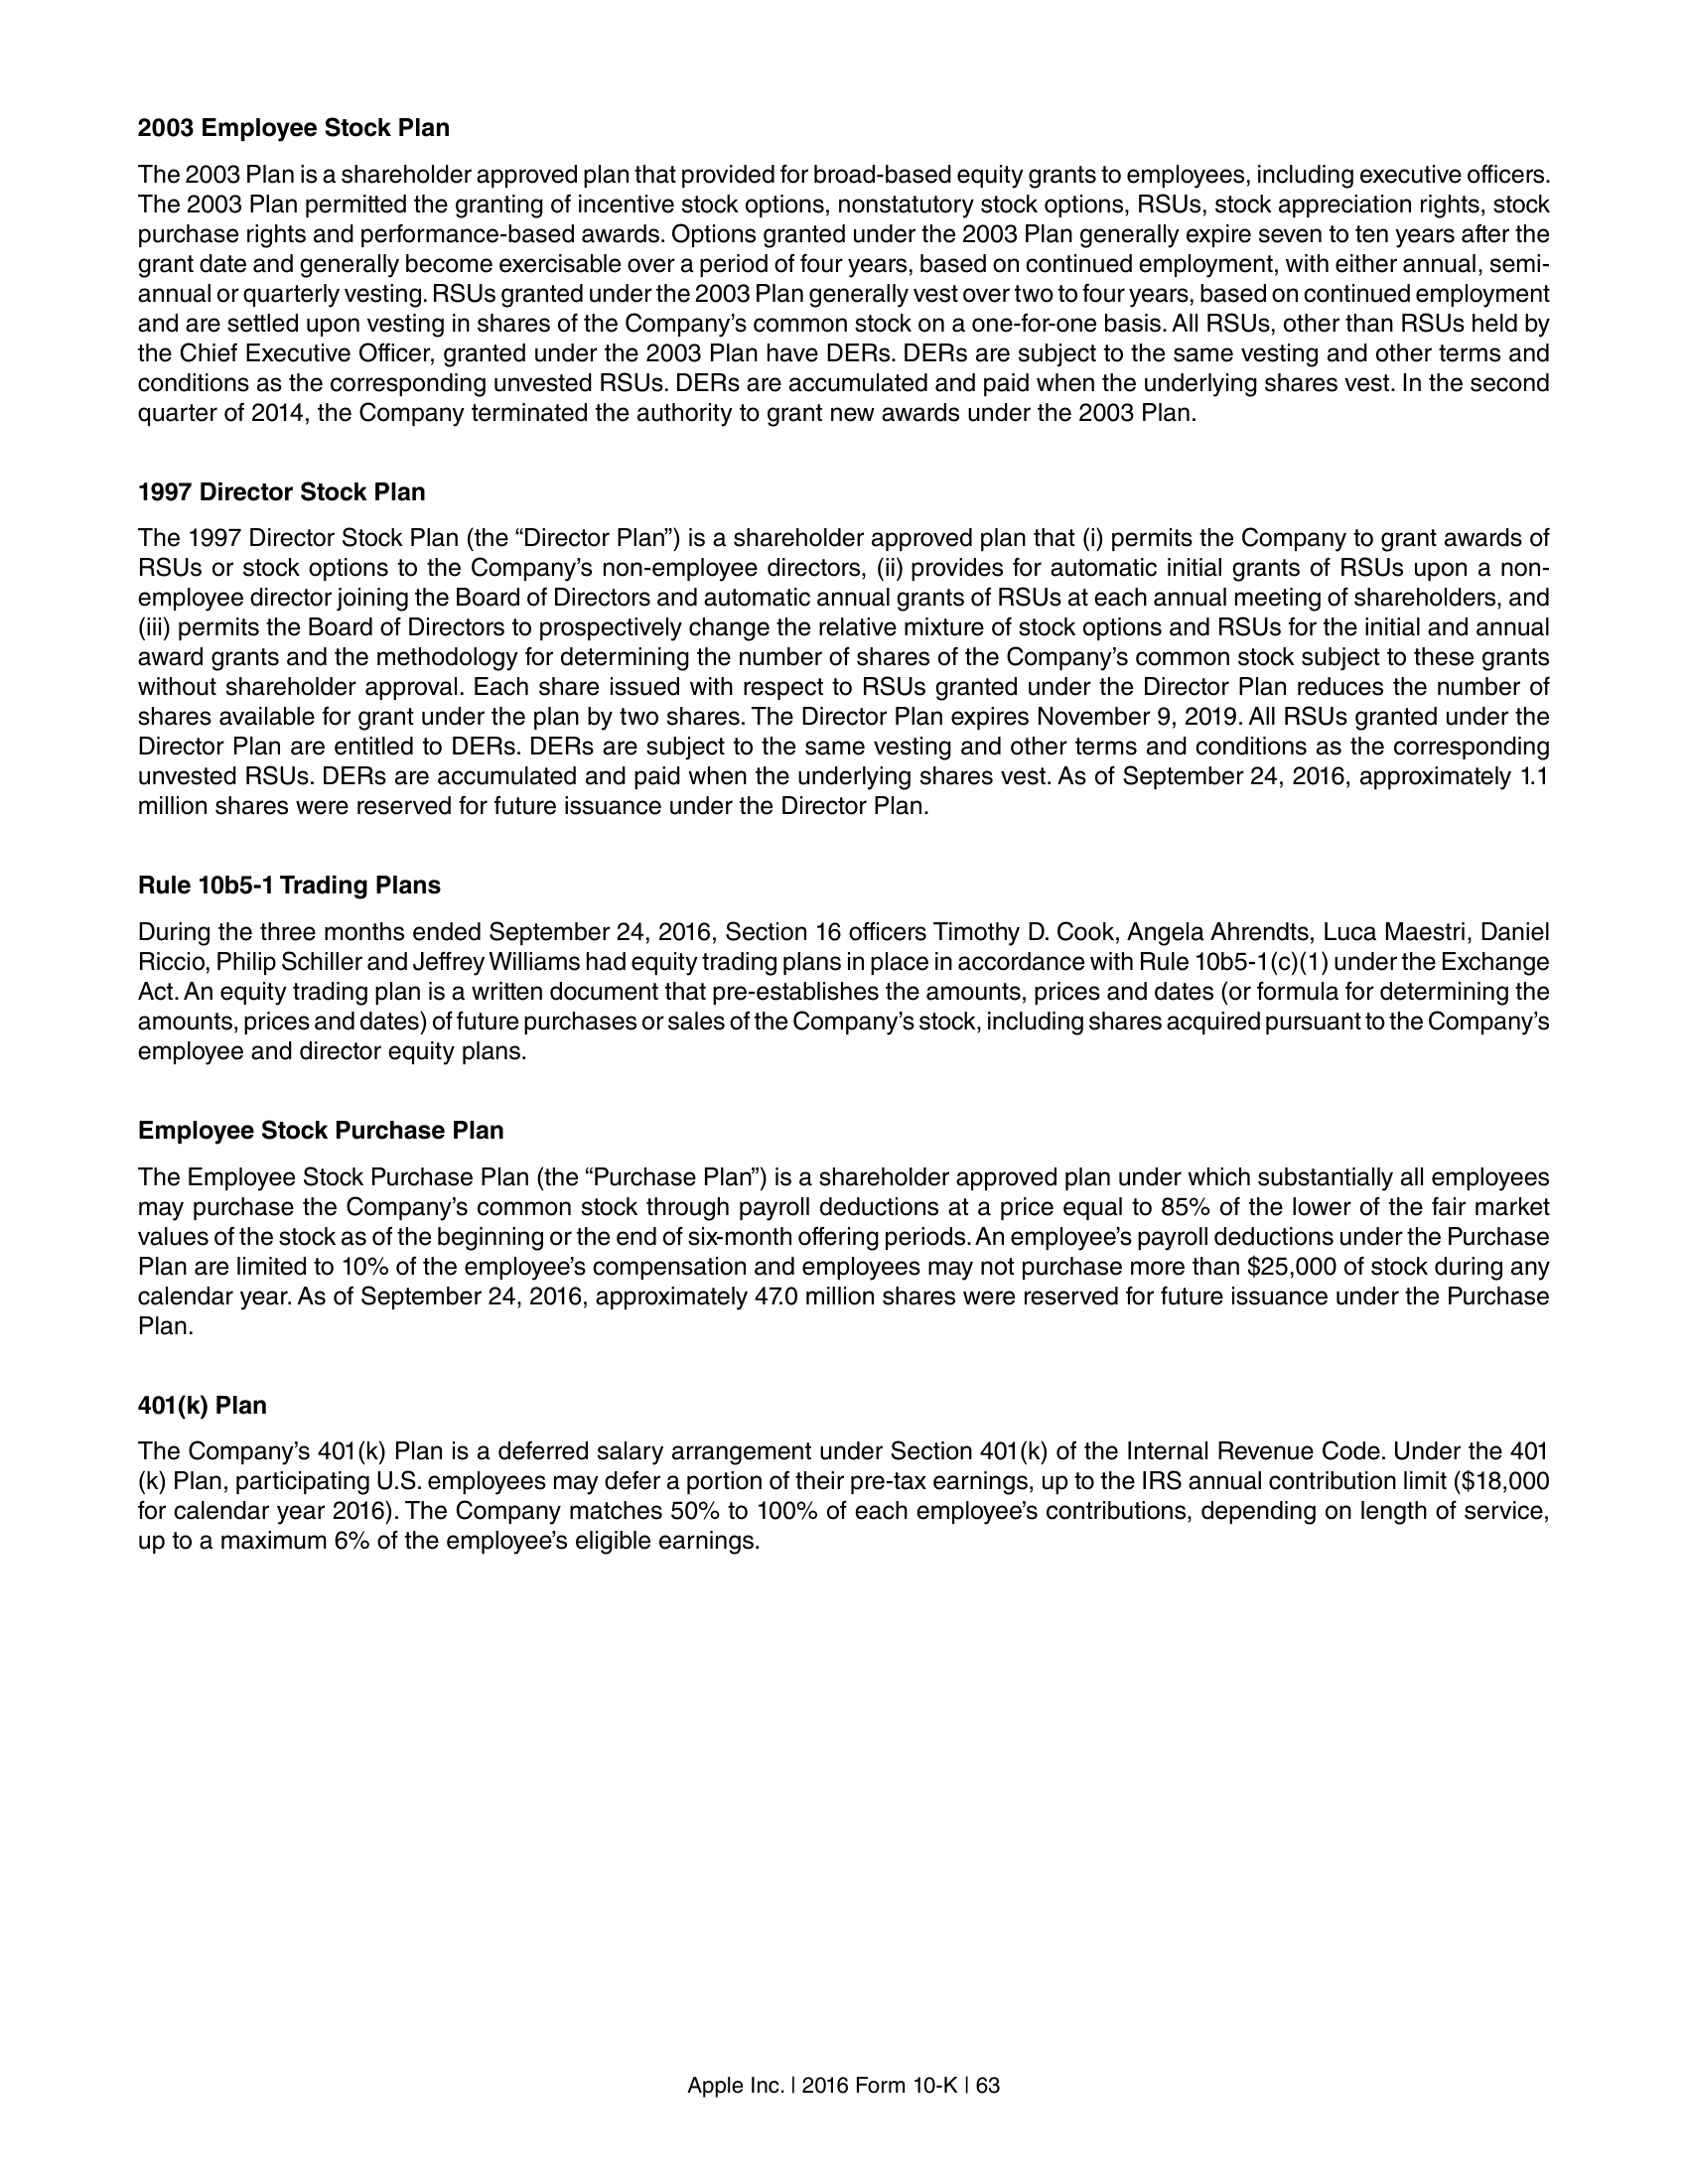 2003 Employee Stock Plan
The 2003 Plan is a shareholder approved plan that provided for broad-based equity grants to employees, including executive officers.
The 2003 Plan permitted the granting of incentive stock options, nonstatutory stock options, RSUs, stock appreciation rights, stock
purchase rights and performance-based awards. Options granted under the 2003 Plan generally expire seven to ten years after the
grant date and generally become exercisable over a period of four years, based on continued employment, with either annual, semi-
annual or quarterly vesting. RSUs granted under the 2003 Plan generally vest over two to four years, based on continued employment
and are settled upon vesting in shares of the Company’s common stock on a one-for-one basis. All RSUs, other than RSUs held by
the Chief Executive Officer, granted under the 2003 Plan have DERs. DERs are subject to the same vesting and other terms and
conditions as the corresponding unvested RSUs. DERs are accumulated and paid when the underlying shares vest. In the second
quarter of 2014, the Company terminated the authority to grant new awards under the 2003 Plan.
1997 Director Stock Plan
The 1997 Director Stock Plan (the “Director Plan”) is a shareholder approved plan that (i) permits the Company to grant awards of
RSUs or stock options to the Company’s non-employee directors, (ii) provides for automatic initial grants of RSUs upon a non-
employee director joining the Board of Directors and automatic annual grants of RSUs at each annual meeting of shareholders, and
(iii) permits the Board of Directors to prospectively change the relative mixture of stock options and RSUs for the initial and annual
award grants and the methodology for determining the number of shares of the Company’s common stock subject to these grants
without shareholder approval. Each share issued with respect to RSUs granted under the Director Plan reduces the number of
shares available for grant under the plan by two shares. The Director Plan expires November 9, 2019. All RSUs granted under the
Director Plan are entitled to DERs. DERs are subject to the same vesting and other terms and conditions as the corresponding
unvested RSUs. DERs are accumulated and paid when the underlying shares vest. As of September 24, 2016, approximately 1.1
million shares were reserved for future issuance under the Director Plan.
Rule 10b5-1 Trading Plans
During the three months ended September 24, 2016, Section 16 officers Timothy D. Cook, Angela Ahrendts, Luca Maestri, Daniel
Riccio, Philip Schiller and Jeffrey Williams had equity trading plans in place in accordance with Rule 10b5-1(c)(1) under the Exchange
Act. An equity trading plan is a written document that pre-establishes the amounts, prices and dates (or formula for determining the
amounts, prices and dates) of future purchases or sales of the Company’s stock, including shares acquired pursuant to the Company’s
employee and director equity plans.
Employee Stock Purchase Plan
The Employee Stock Purchase Plan (the “Purchase Plan”) is a shareholder approved plan under which substantially all employees
may purchase the Company’s common stock through payroll deductions at a price equal to 85% of the lower of the fair market
values of the stock as of the beginning or the end of six-month offering periods. An employee’s payroll deductions under the Purchase
Plan are limited to 10% of the employee’s compensation and employees may not purchase more than $25,000 of stock during any
calendar year. As of September 24, 2016, approximately 47.0 million shares were reserved for future issuance under the Purchase
Plan.
401(k) Plan
The Company’s 401(k) Plan is a deferred salary arrangement under Section 401(k) of the Internal Revenue Code. Under the 401
(k) Plan, participating U.S. employees may defer a portion of their pre-tax earnings, up to the IRS annual contribution limit ($18,000
for calendar year 2016). The Company matches 50% to 100% of each employee’s contributions, depending on length of service,
up to a maximum 6% of the employee’s eligible earnings.
Apple Inc. | 2016 Form 10-K | 63